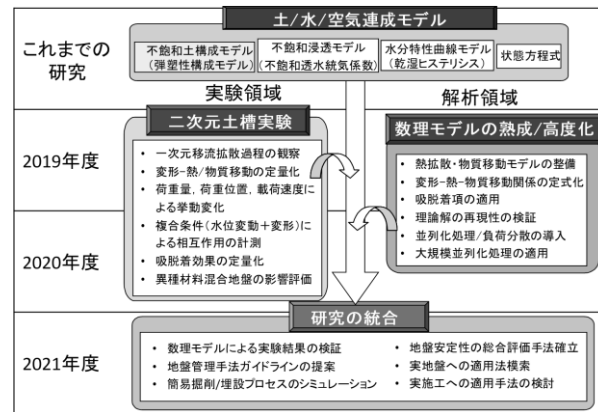 土/水/空気連成モデル
これまでの
研究
不飽和土構成モデル
(弾塑性構成モデル)
不飽和浸透モデル
(不飽和透水統気係数)
水分特性曲線モデル
(乾湿ヒステリシス)
状態方程式
実験領域
解析領域
2019年度
2020年度
二次元土槽実験
・ 一次元移流拡散過程の観察
・ 変形-熱/物質移動の定量化
・ 荷重量, 荷重位置, 載荷速度に
よる挙動変化
・ 複合条件(水位変動+変形)に
よる相互作用の計測
・ 吸脱着効果の定量化
・ 異種材料混合地盤の影響評価
数理モデルの熟成/高度化
・ 熱拡散・物質移動モデルの整備
・ 変形-熱-物質移動関係の定式化
・ 吸脱着項の適用
・ 理論解の再現性の検証
・ 並列化処理/負荷分散の導入
・ 大規模並列化処理の適用
2021年度
研究の統合
・ 数理モデルによる実験結果の検証
・ 地盤管理手法ガイドラインの提案
・ 簡易掘削/埋設プロセスのシミュレーション
・ 地盤安定性の総合評価手法確立
・ 実地盤への適用法模索
・ 実施工への適用手法の検討